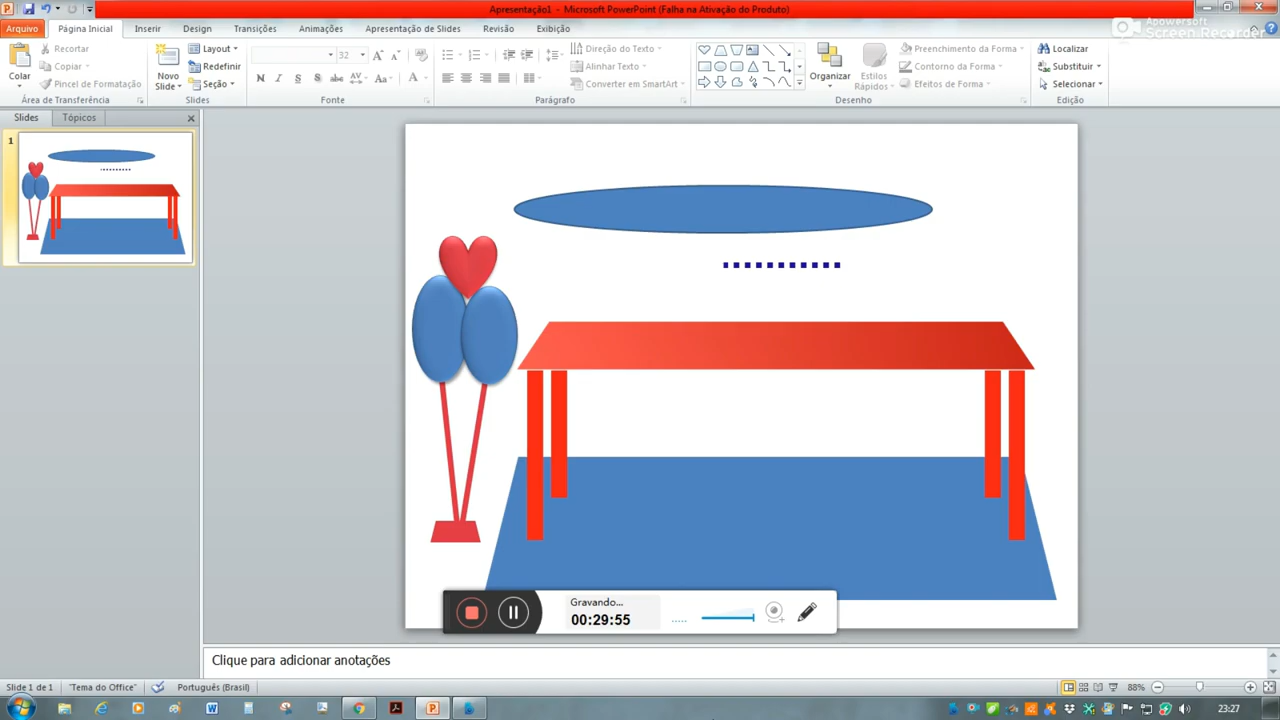 Apresentação1 - Microsoft PowerPoint (Falha na Ativação do Produto)
Arquivo Página Inicial Inserir Design Transições Animações Apresentação de Slides Revisão Exibição
Apowersoft
Screen Recorder
Recortar
Copiar
Pincel de Formatação
Colar
Área de Transferência
Layout
Redefinir
Seção
Novo
Slide
Slides
32
N I S S abc AV Aa A
Fonte
Direção do Texto
Alinhar Texto
Converter em SmartArt
Parágrafo
Organizar
Estilos
Rápidos
Preenchimento da Forma
Contorno da Forma
Efeitos de Forma
Desenho
Localizar
Substituir
Selecionar
Edição
Slides Tópicos
1
Gravando...
00:29:55
Clique para adicionar anotações
Slide 1 de 1 "Tema do Office" Português (Brasil) 88%
23:27